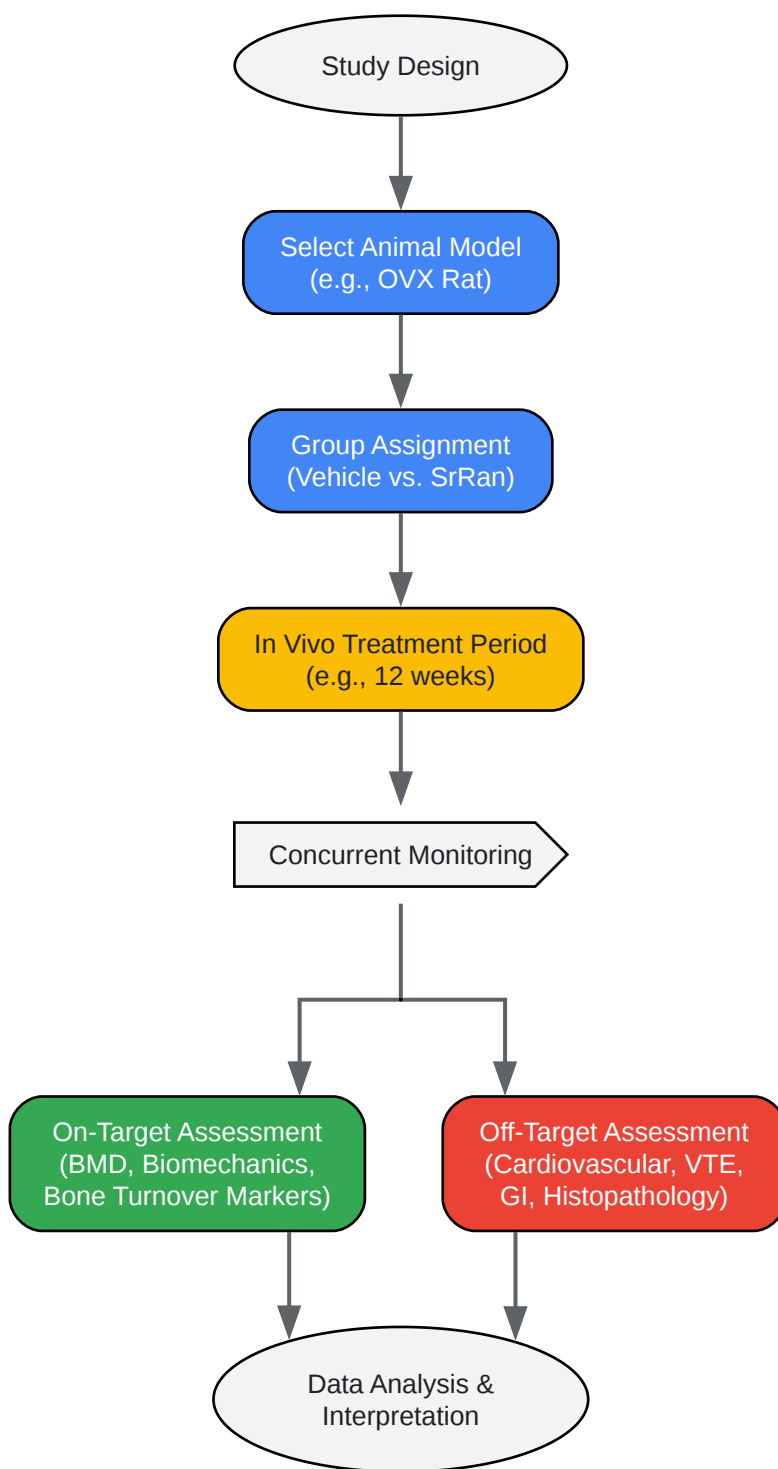 Study Design
Select Animal Model
(e.g., OVX Rat)
Group Assignment
(Vehicle vs. SrRan)
In Vivo Treatment Period
(e.g., 12 weeks)
Concurrent Monitoring
On-Target Assessment
(BMD, Biomechanics,
Bone Turnover Markers)
Off-Target Assessment
(Cardiovascular, VTE,
GI, Histopathology)
Data Analysis &
Interpretation